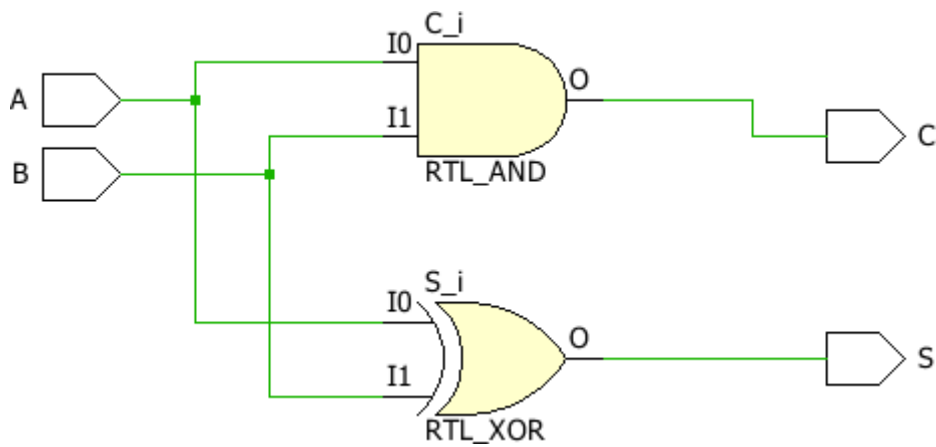 C_i
I0
O
A
I1
C
B
RTL_AND
S_i
I0
O
I1
S
RTL_XOR